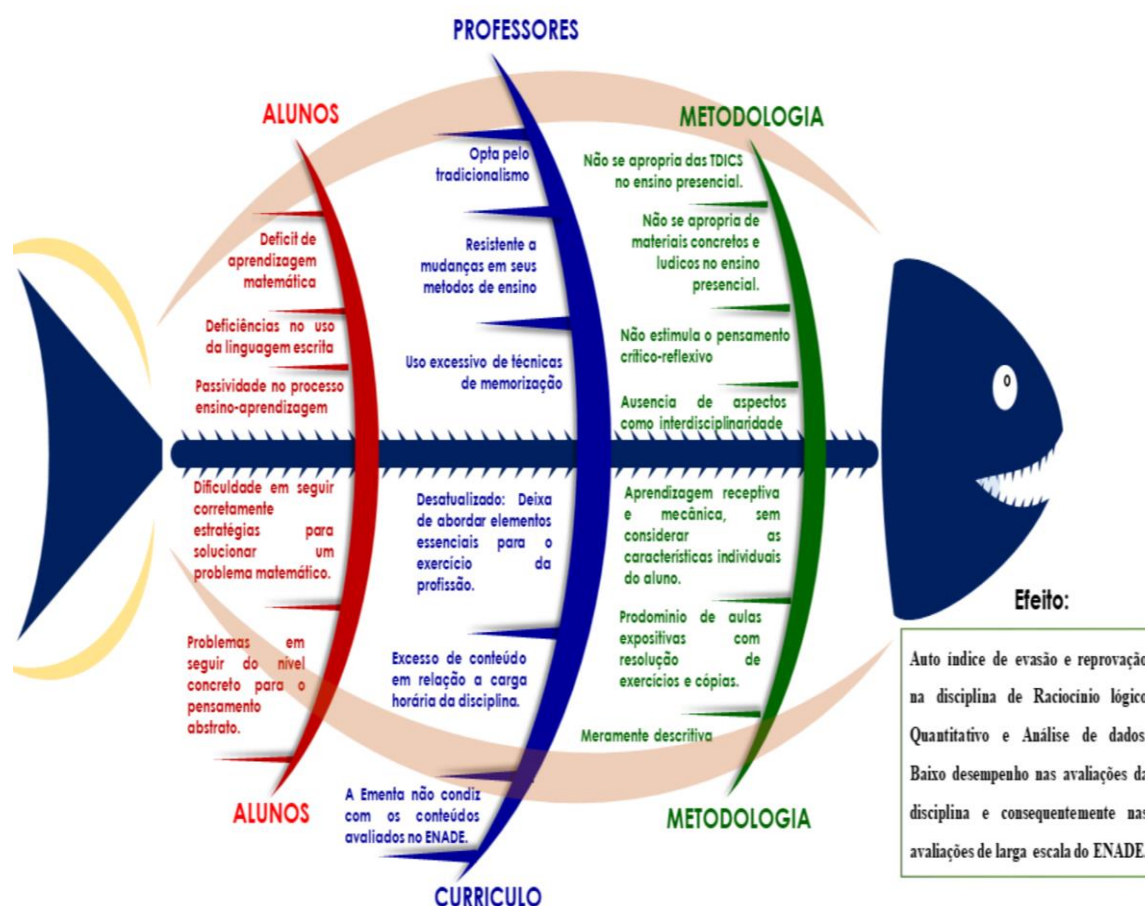 PROFESSORES
ALUNOS
METODOLOGIA
Deficit de
aprendizagem
matemática
Deficiências no uso
da linguagem escrita
Passividade no processo
ensino-aprendizagem
Opta pelo
tradicionalismo
Resistente a
mudanças em seus
metodos de ensino
Uso excessivo de técnicas
de memorização
Não se apropria das TDICS
no ensino presencial.
Não se apropria de
materiais concretos e
ludicos no ensino
presencial.
Não estimula o pensamento
crítico-reflexivo
Ausencia de aspectos
como interdisciplinaridade
Dificuldade em seguir
corretamente
estratégias para
solucionar um
problema matemático.
Problemas em
seguir do nível
concreto para o
pensamento
abstrato.
ALUNOS
Desatualizado: Deixa
de abordar elementos
essenciais para o
exercício da
profissão.
Excesso de conteúdo
em relação a carga
horária da disciplina.
A Ementa não condiz
com os conteúdos
avaliados no ENADE.
CURRICULO
Aprendizagem receptiva
e mecânica, sem
considerar as
características individuais
do aluno.
Prodominio de aulas
expositivas com
resolução de
exercícios e cópias.
Meramente descritiva
METODOLOGIA
Efeito:
Auto índice de evasão e reprovação
na disciplina de Raciocínio lógico
Quantitativo e Análise de dados
Baixo desempenho nas avaliações da
disciplina e consequentemente nas
avaliações de larga escala do ENADE.